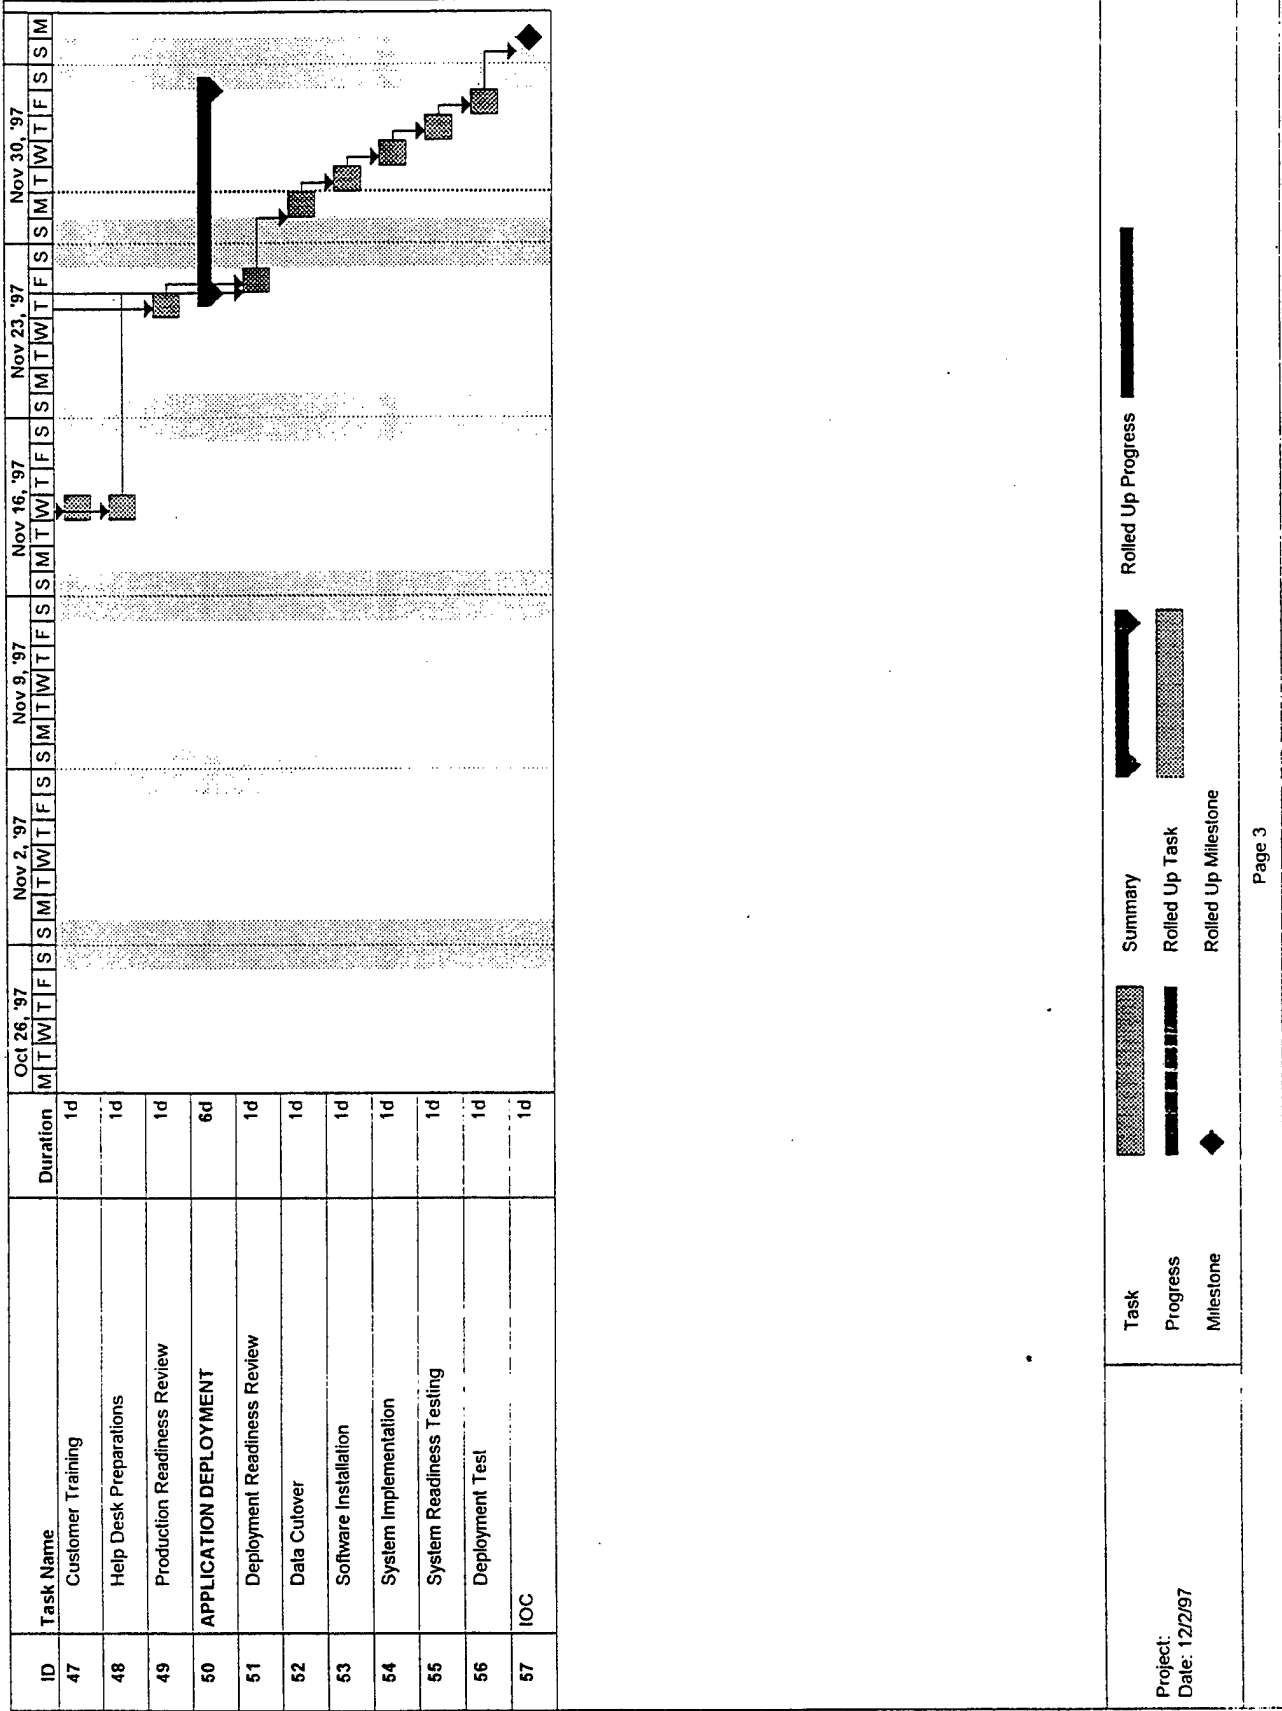 ID Task Name Duration Oct 26, '97 Nov 2, '97 Nov 9, '97 Nov 16, '97 Nov 23, '97 Nov 30, '97
M T W T F S S M T W T F S S M T W T F S S M T W T F S S M T W T F S S M T W T F S S M
47 Customer Training 1d
48 Help Desk Preparations 1d
49 Production Readiness Review 1d
50 APPLICATION DEPLOYMENT 6d
51 Deployment Readiness Review 1d
52 Data Cutover 1d
53 Software Installation 1d
54 System Implementation 1d
55 System Readiness Testing 1d
56 Deployment Test 1d
57 IOC 1d
Project:
Date: 12/2/97
Task Summary Rolled Up Progress
Progress Rolled Up Task
Milestone Rolled Up Milestone
Page 3